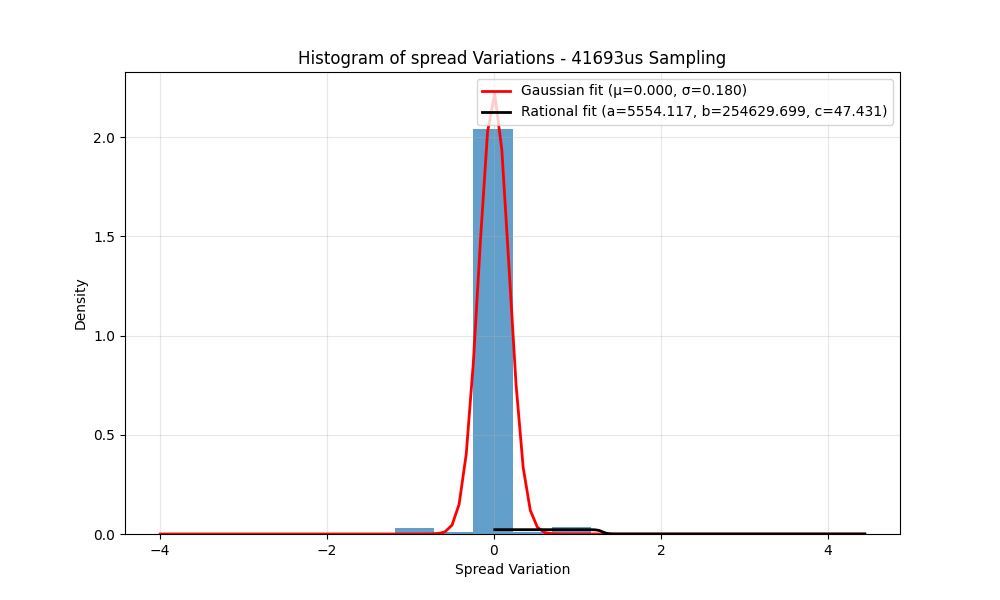 Histogram of spread Variations - 41693us Sampling
Gaussian fit (μ=0.000, σ=0.180)
Rational fit (a=5554.117, b=254629.699, c=47.431)
Density
2.0
1.5
1.0
0.5
0.0
−4
−2
0
2
4
Spread Variation